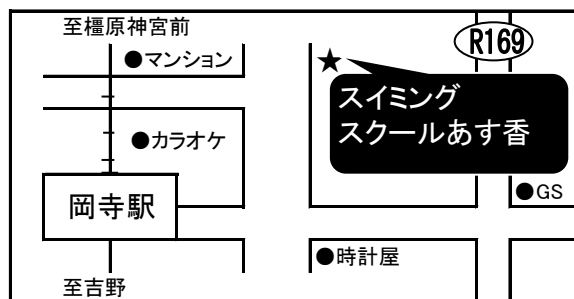 至橿原神宮前
●マンション
R169
★
スイミング
スクールあす香
●カラオケ
岡寺駅
●GS
●時計屋
至吉野